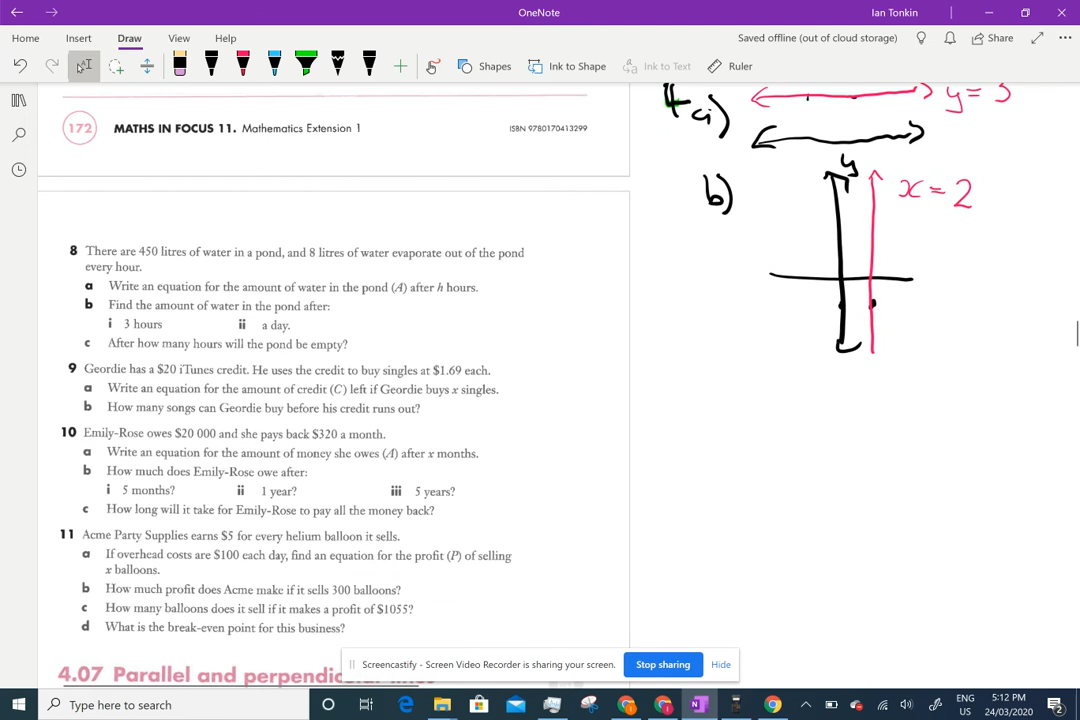 OneNote
Ian Tonkin
Home Insert Draw View Help
Saved offline (out of cloud storage)
Share
Shapes
Ink to Shape
Ink to Text
Ruler
172 MATHS IN FOCUS 11. Mathematics Extension 1
ISBN 9780170413299
8 There are 450 litres of water in a pond, and 8 litres of water evaporate out of the pond
every hour.
a Write an equation for the amount of water in the pond (A) after h hours.
b Find the amount of water in the pond after:
i 3 hours ii a day.
c After how many hours will the pond be empty?
9 Geordie has a $20 iTunes credit. He uses the credit to buy singles at $1.69 each.
a Write an equation for the amount of credit (C) left if Geordie buys x singles.
b How many songs can Geordie buy before his credit runs out?
10 Emily-Rose owes $20 000 and she pays back $320 a month.
a Write an equation for the amount of money she owes (A) after x months.
b How much does Emily-Rose owe after:
i 5 months? ii 1 year? iii 5 years?
c How long will it take for Emily-Rose to pay all the money back?
11 Acme Party Supplies earns $5 for every helium balloon it sells.
a If overhead costs are $100 each day, find an equation for the profit (P) of selling
x balloons.
b How much profit does Acme make if it sells 300 balloons?
c How many balloons does it sell if it makes a profit of $1055?
d What is the break-even point for this business?
4.07 Parallel and perpendic
y
b)
x = 2
Screencastify - Screen Video Recorder is sharing your screen.
Stop sharing
Hide
Type here to search
ENG
US
5:12 PM
24/03/2020
2